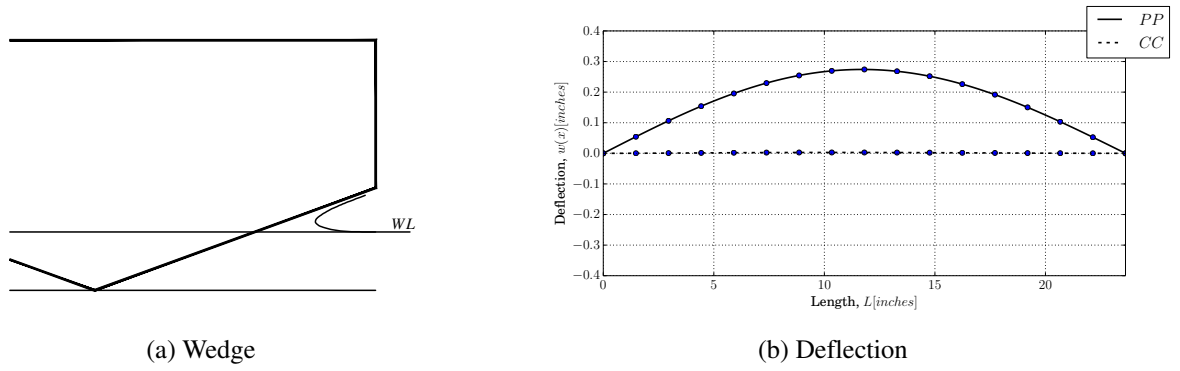 WL
(a) Wedge
PP
CC
0.4
0.3
0.2
0.1
0.0
−0.1
−0.2
−0.3
−0.4
Deflection, w(x)[inches]
0 5 10 15 20
Length, L[inches]
(b) Deflection